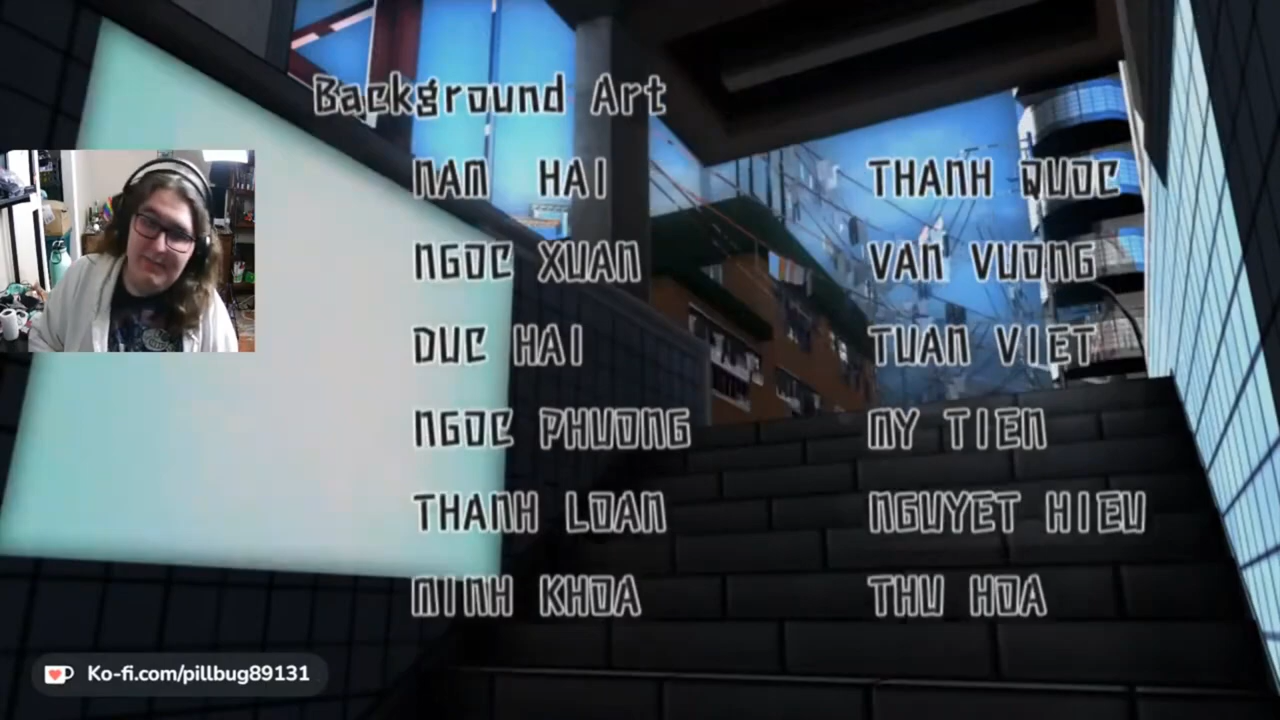 Background Art
NAM HAI THANH QUOC
NGOC XUAN VAN VUONG
DUC HAI TUAN VIET
NGOC PHUONG MY TIEN
THANH LOAN NGUYET HIEU
MINH KHOA THU HOA
Ko-fi.com/pillbug89131